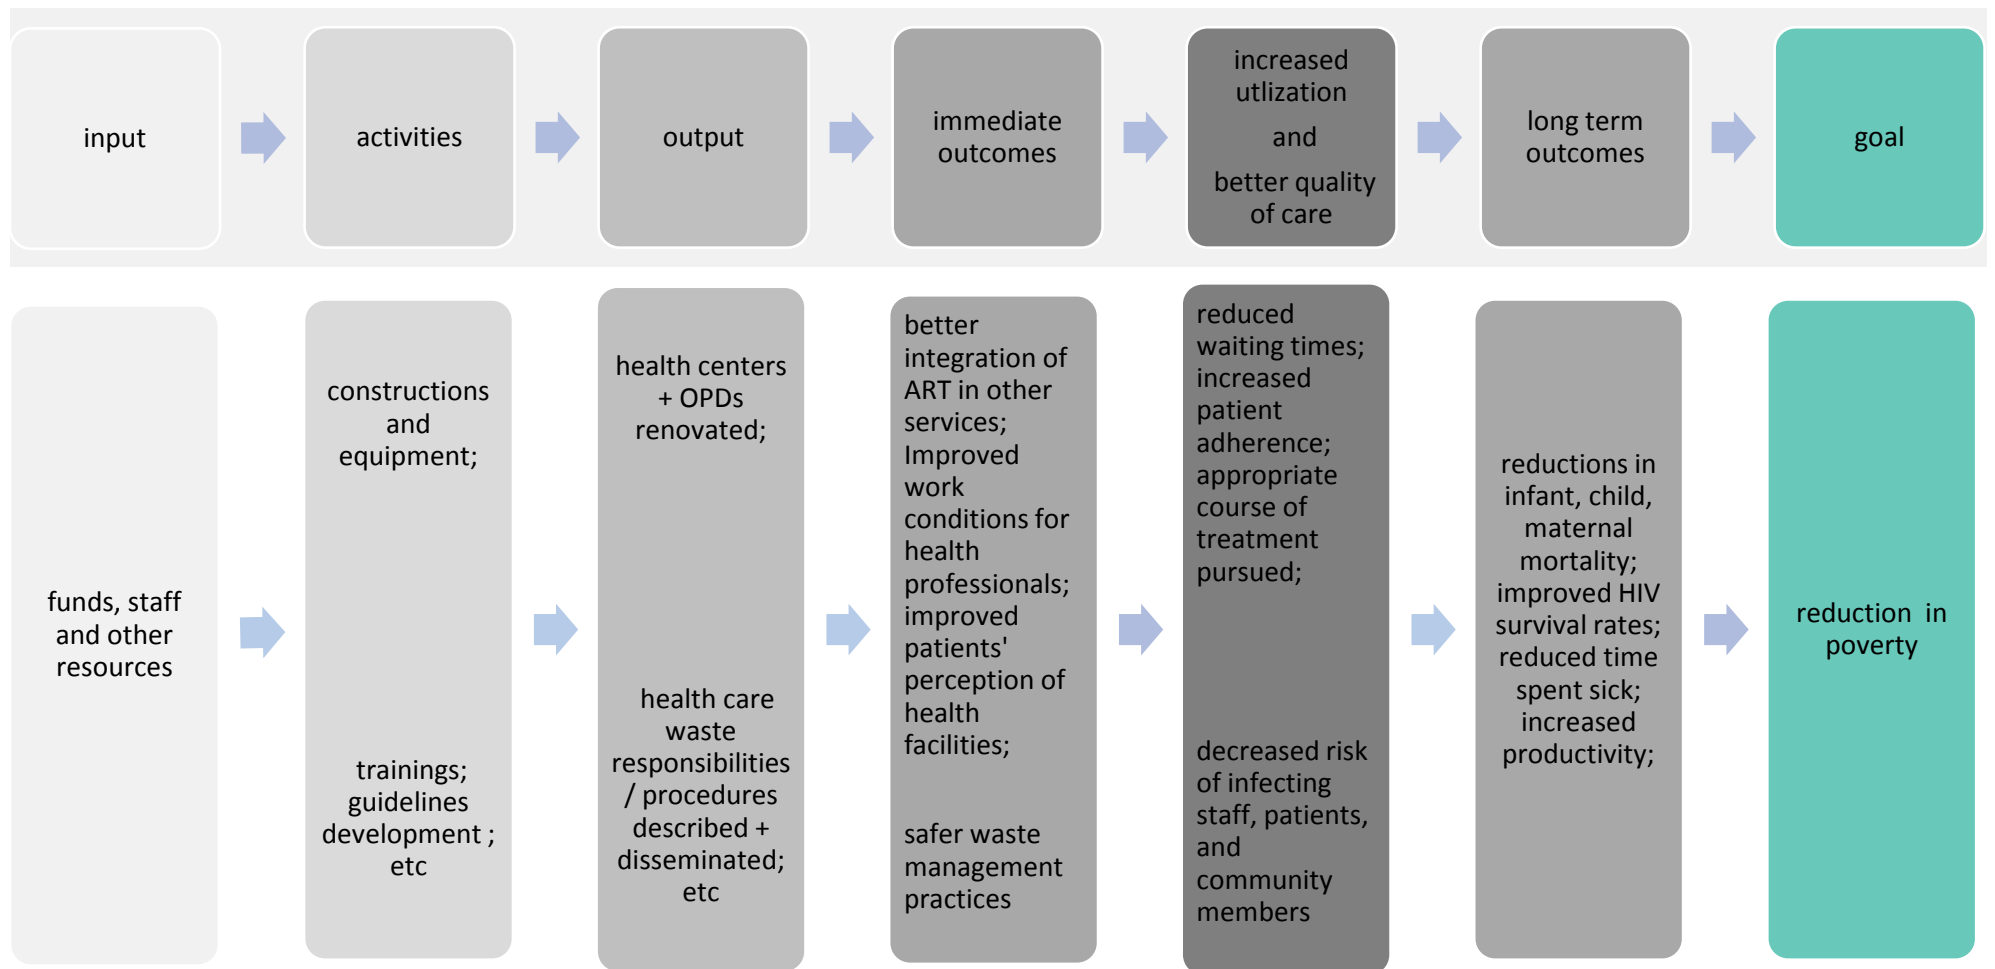 input
activities
output
immediate
outcomes
increased
utlization
and
better quality
of care
long term
outcomes
goal
funds, staff
and other
resources
constructions
and
equipment;
trainings;
guidelines
development ;
etc
health centers
+ OPDs
renovated;
health care
waste
responsibilities
/ procedures
described +
disseminated;
etc
better
integration of
ART in other
services;
Improved
work
conditions for
health
professionals;
improved
patients'
perception of
health
facilities;
safer waste
management
practices
reduced
waiting times;
increased
patient
adherence;
appropriate
course of
treatment
pursued;
decreased risk
of infecting
staff, patients,
and
community
members
reductions in
infant, child,
maternal
mortality;
improved HIV
survival rates;
reduced time
spent sick;
increased
productivity;
reduction  in
poverty